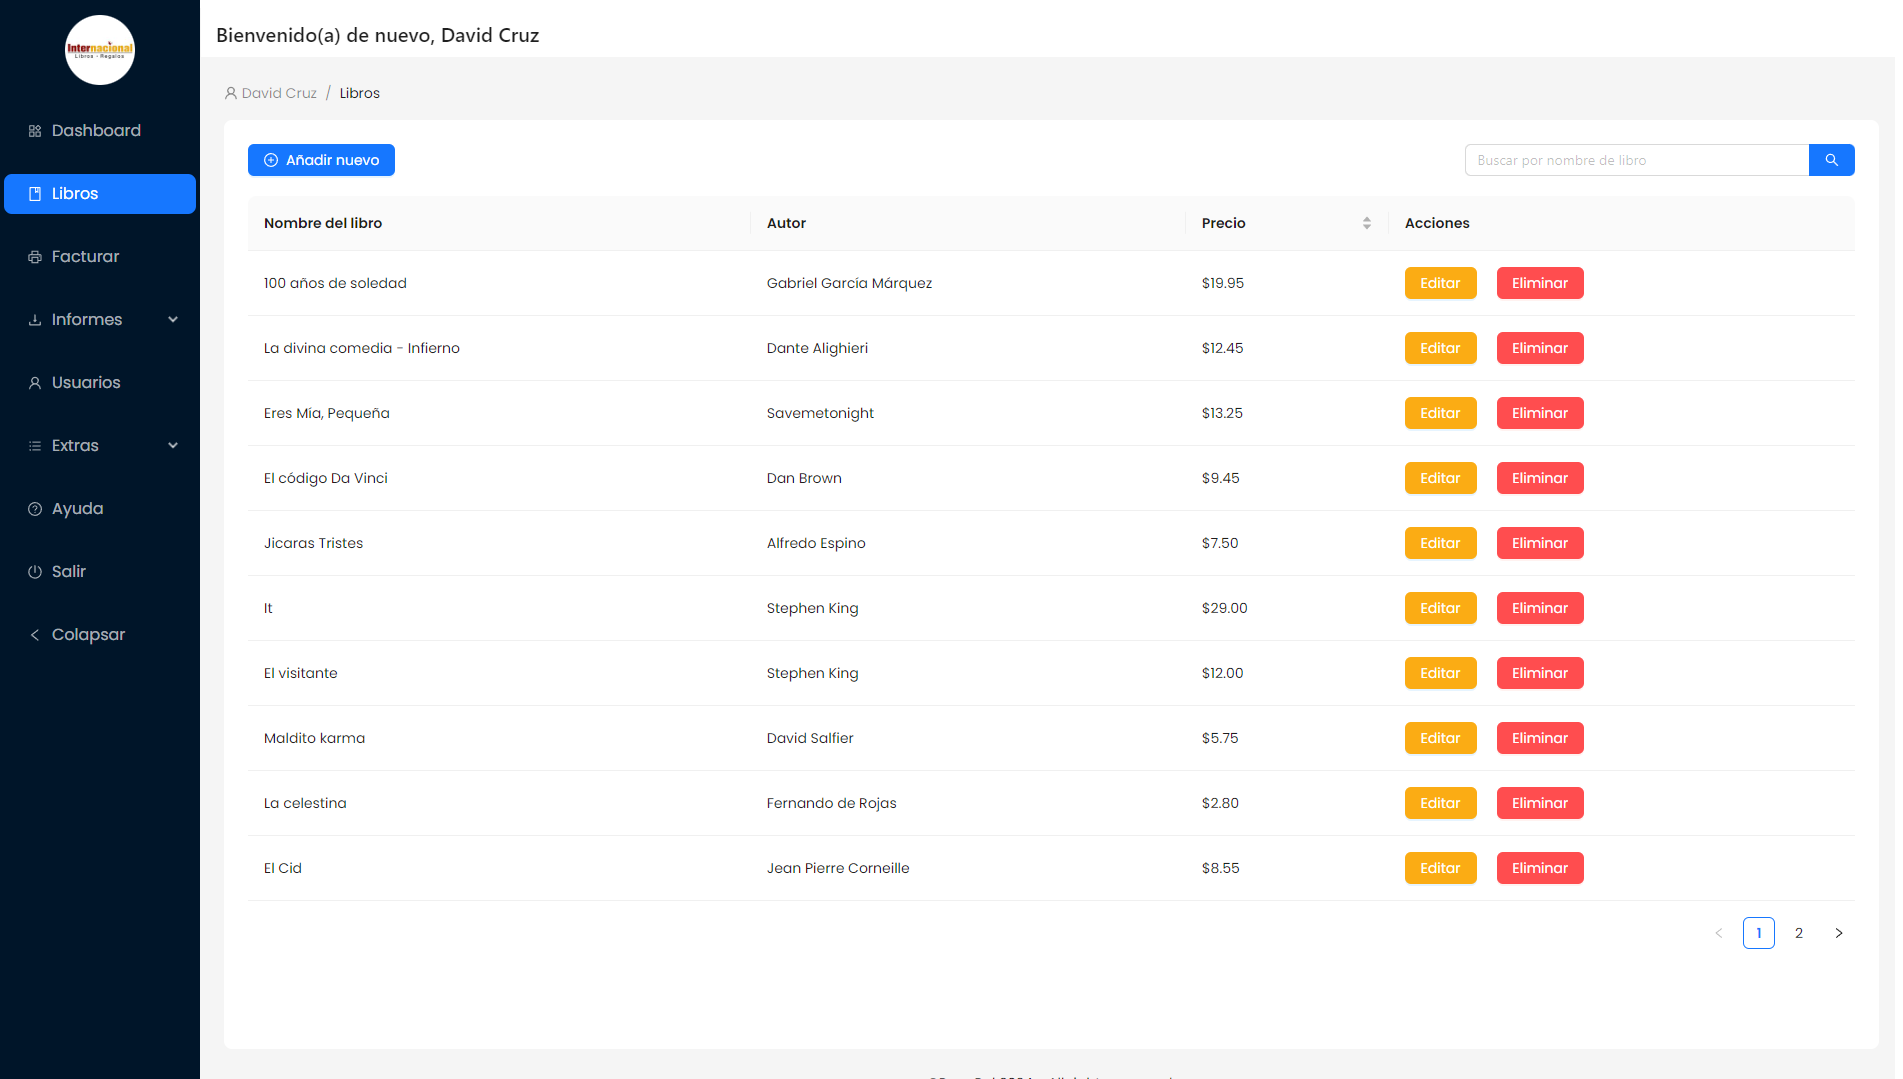 Internacional
Libros - Regalos
Bienvenido(a) de nuevo, David Cruz
David Cruz / Libros
Dashboard
Libros
Facturar
Informes
Usuarios
Extras
Ayuda
Salir
Colapsar
Añadir nuevo
Buscar por nombre de libro
Nombre del libro Autor Precio Acciones
100 años de soledad Gabriel García Márquez $19.95 Editar Eliminar
La divina comedia - Infierno Dante Alighieri $12.45 Editar Eliminar
Eres Mía, Pequeña Savemetonight $13.25 Editar Eliminar
El código Da Vinci Dan Brown $9.45 Editar Eliminar
Jicaras Tristes Alfredo Espino $7.50 Editar Eliminar
It Stephen King $29.00 Editar Eliminar
El visitante Stephen King $12.00 Editar Eliminar
Maldito karma David Salfier $5.75 Editar Eliminar
La celestina Fernando de Rojas $2.80 Editar Eliminar
El Cid Jean Pierre Corneille $8.55 Editar Eliminar
1 2